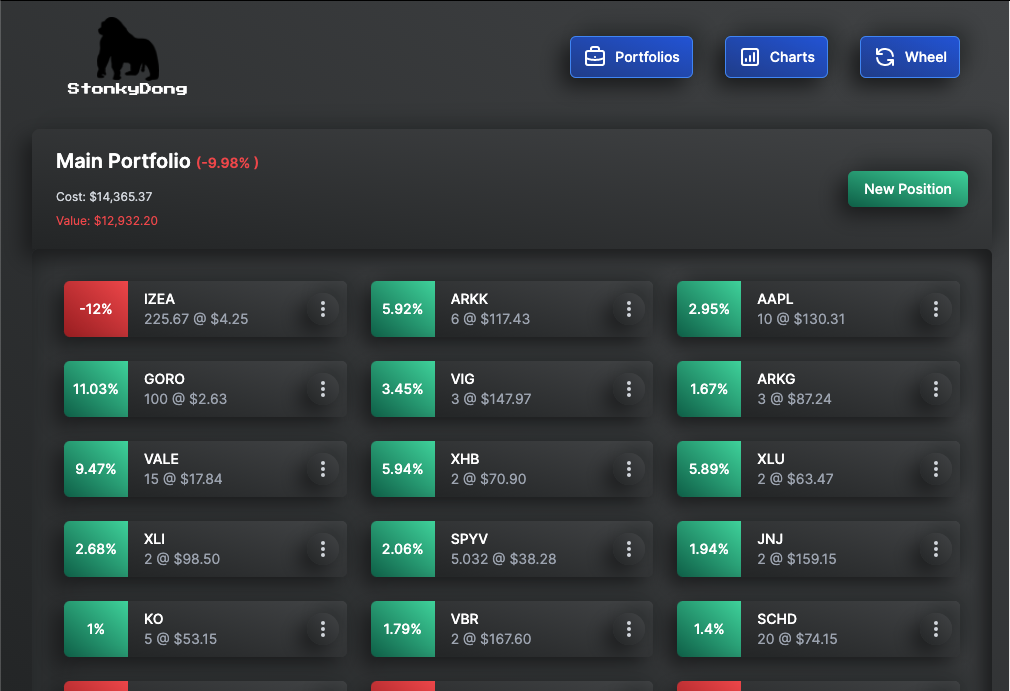 StonkyDong
Portfolios
Charts
Wheel
Main Portfolio (-9.98% )
Cost: $14,365.37
Value: $12,932.20
New Position
-12%
IZEA
225.67 @ $4.25
5.92%
ARKK
6 @ $117.43
2.95%
AAPL
10 @ $130.31
11.03%
GORO
100 @ $2.63
3.45%
VIG
3 @ $147.97
1.67%
ARKG
3 @ $87.24
9.47%
VALE
15 @ $17.84
5.94%
XHB
2 @ $70.90
5.89%
XLU
2 @ $63.47
2.68%
XLI
2 @ $98.50
2.06%
SPYV
5.032 @ $38.28
1.94%
JNJ
2 @ $159.15
1%
KO
5 @ $53.15
1.79%
VBR
2 @ $167.60
1.4%
SCHD
20 @ $74.15